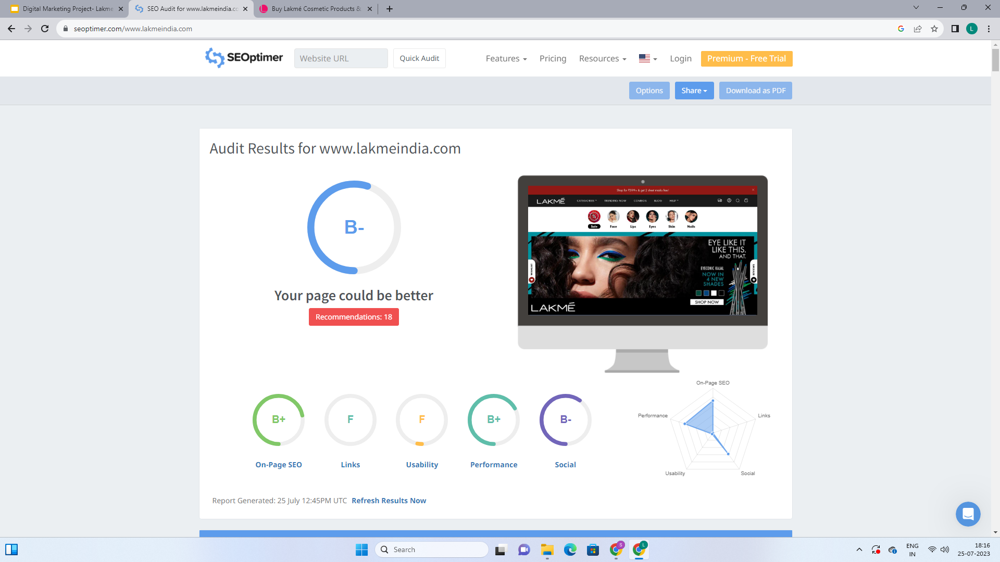 Digital Marketing Project- Lakme
SEO Audit for www.lakmeindia.co
Buy Lakmé Cosmetic Products &
seoptimer.com/www.lakmeindia.com
L
SEOptimer
Website URL
Quick Audit
Features
Pricing
Resources
Login
Premium - Free Trial
Options
Share
Download as PDF
Audit Results for www.lakmeindia.com
B-
Your page could be better
Recommendations: 18
Shop for ₹599+ & get 2 sheet masks free!
LAKMÉ
CATEGORIES
TRENDING NOW
COMBOS
BLOG
HELP
%
Sale
Face
Lips
Eyes
Skin
Nails
EYE LIKE IT
LIKE THIS.
AND THAT.
EYECONIC KAJAL
NOW IN
4 NEW
SHADES
SHOP NOW
WISHLIST
REVIEWS
LAKMÉ
B+
F
F
B+
B-
On-Page SEO
Links
Usability
Performance
Social
On-Page SEO
Performance
Links
Usability
Social
Report Generated: 25 July 12:45PM UTC Refresh Results Now
Search
S
L
ENG
IN
18:16
25-07-2023